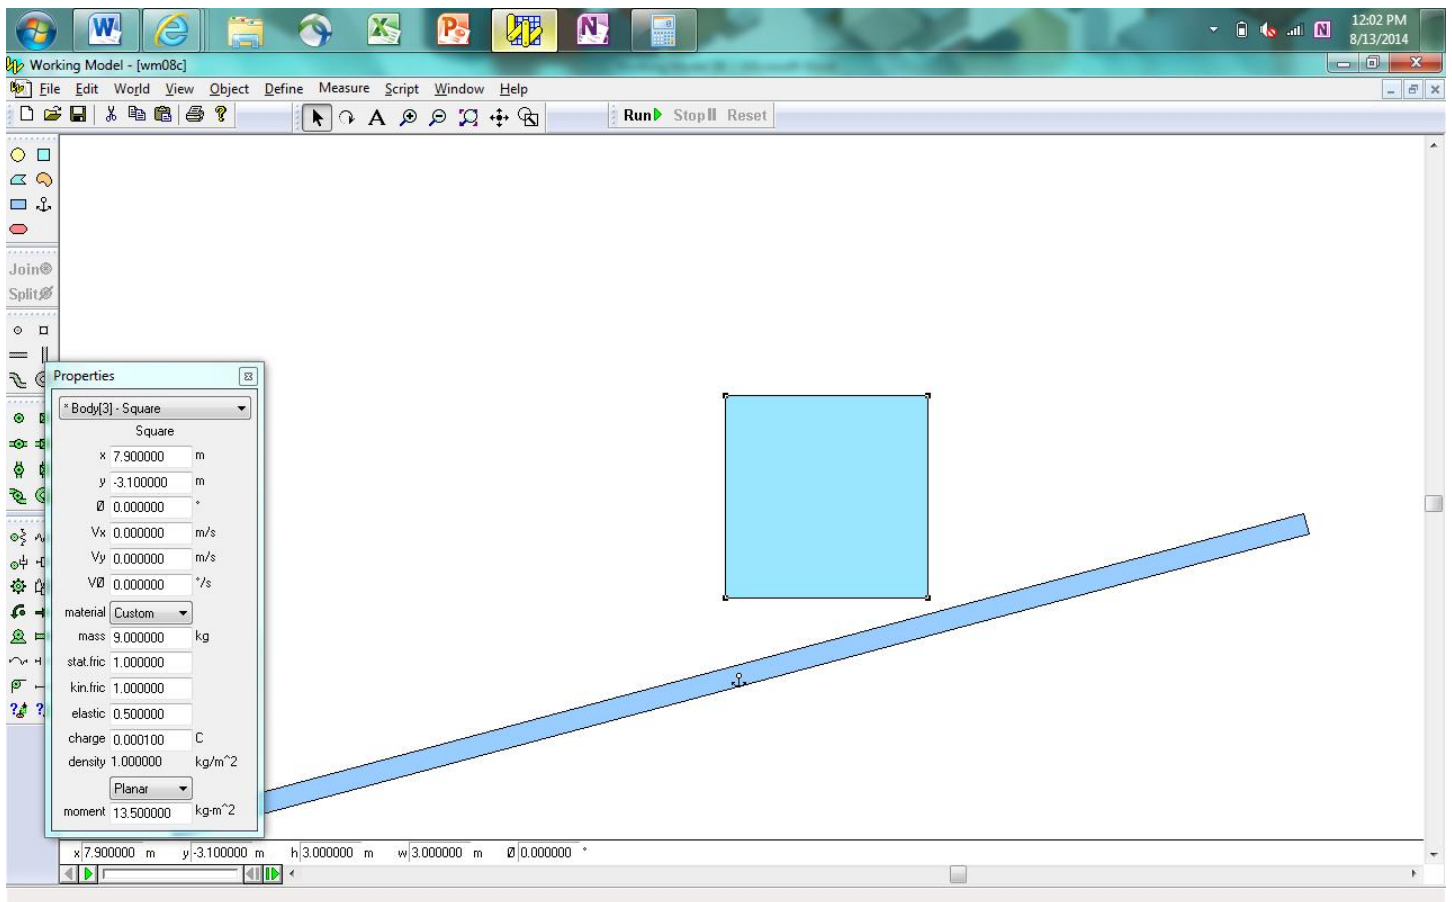 12:02 PM
8/13/2014
Working Model - [wm08c]
File Edit World View Object Define Measure Script Window Help
A Run Stop Reset
Join
Split
Properties
* Body[3] - Square
Square
x 7.900000 m
y -3.100000 m
Ø 0.000000 °
Vx 0.000000 m/s
Vy 0.000000 m/s
VØ 0.000000 °/s
material Custom
mass 9.000000 kg
stat.fric 1.000000
kin.fric 1.000000
elastic 0.500000
charge 0.000100 C
density 1.000000 kg/m^2
Planar
moment 13.500000 kg-m^2
x 7.900000 m y -3.100000 m h 3.000000 m w 3.000000 m Ø 0.000000 °